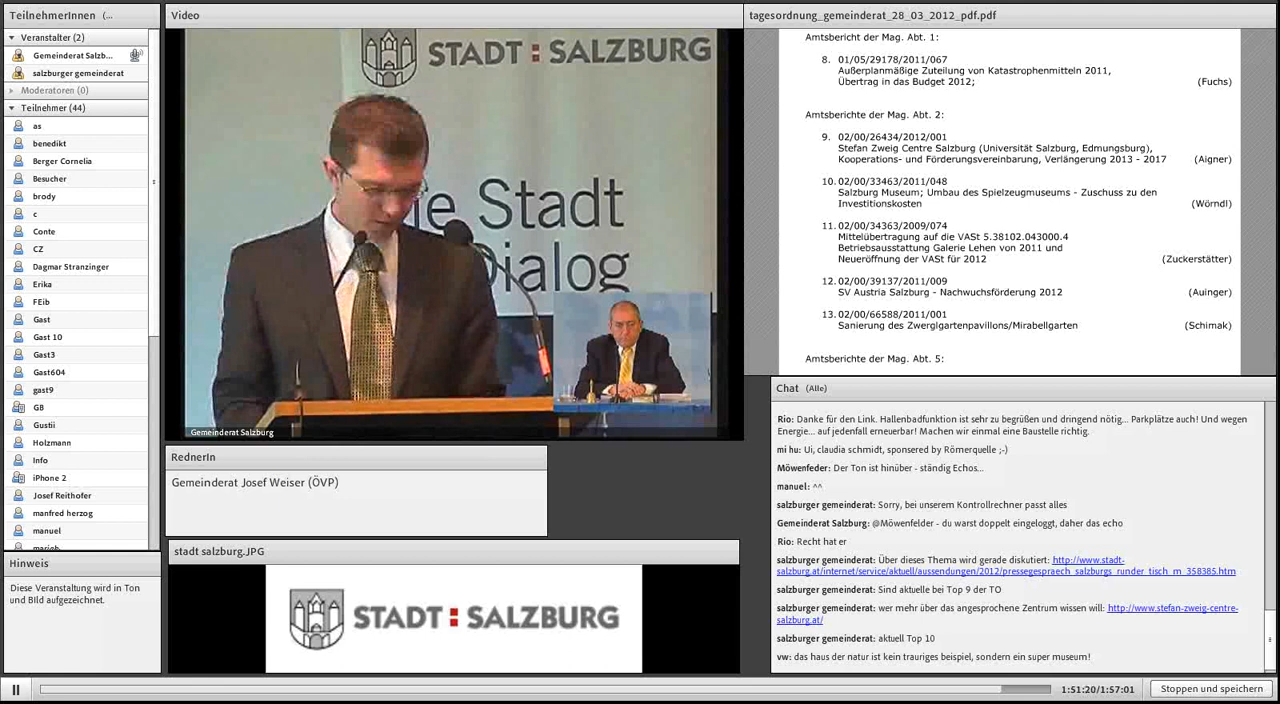 TeilnehmerInnen (...
Veranstalter (2)
Gemeinderat Salzb...
salzburger gemeinderat
Moderatoren (0)
Teilnehmer (44)
as
benedikt
Berger Cornelia
Besucher
brody
c
Conte
CZ
Dagmar Stranzinger
Erika
FEib
Gast
Gast 10
Gast3
Gast604
gast9
GB
Gustii
Holzmann
Info
iPhone 2
Josef Reithofer
manfred herzog
manuel
Hinweis
Diese Veranstaltung wird in Ton
und BIld aufgezeichnet.
Video
STADT : SALZBURG
ie Stadt
Dialog
Gemeinderat Salzburg
RednerIn
Gemeinderat Josef Weiser (ÖVP)
stadt salzburg.JPG
STADT : SALZBURG
tagesordnung_gemeinderat_28_03_2012_pdf.pdf
Amtsbericht der Mag. Abt. 1:
8. 01/05/29178/2011/067
Außerplanmäßige Zuteilung von Katastrophenmitteln 2011,
Übertrag in das Budget 2012; (Fuchs)
Amtsberichte der Mag. Abt. 2:
9. 02/00/26434/2012/001
Stefan Zweig Centre Salzburg (Universität Salzburg, Edmungsburg),
Kooperations- und Förderungsvereinbarung, Verlängerung 2013 - 2017 (Aigner)
10. 02/00/33463/2011/048
Salzburg Museum; Umbau des Spielzeugmuseums - Zuschuss zu den
Investitionskosten (Wörndl)
11. 02/00/34363/2009/074
Mittelübertragung auf die VASt 5.38102.043000.4
Betriebsausstattung Galerie Lehen von 2011 und
Neueröffnung der VASt für 2012 (Zuckerstätter)
12. 02/00/39137/2011/009
SV Austria Salzburg - Nachwuchsförderung 2012 (Auinger)
13. 02/00/66588/2011/001
Sanierung des Zwerglgartenpavillons/Mirabellgarten (Schimak)
Amtsberichte der Mag. Abt. 5:
Chat (Alle)
Rio: Danke für den Link. Hallenbadfunktion ist sehr zu begrüßen und dringend nötig... Parkplätze auch! Und wegen
Energie... auf jedenfall erneuerbar! Machen wir einmal eine Baustelle richtig.
mi hu: Ui, claudia schmidt, sponsered by Römerquelle ;-)
Möwenfeder: Der Ton ist hinüber - ständig Echos...
manuel: ^^
salzburger gemeinderat: Sorry, bei unserem Kontrollrechner passt alles
Gemeinderat Salzburg: @Möwenfelder - du warst doppelt eingeloggt, daher das echo
Rio: Recht hat er
salzburger gemeinderat: Über dieses Thema wird gerade diskutiert: http://www.stadt-
salzburg.at/internet/service/aktuell/aussendungen/2012/pressegespraech_salzburgs_runder_tisch_m_358385.htm
salzburger gemeinderat: Sind aktuelle bei Top 9 der TO
salzburger gemeinderat: wer mehr über das angesprochene Zentrum wissen will: http://www.stefan-zweig-centre-
salzburg.at/
salzburger gemeinderat: aktuell Top 10
vw: das haus der natur ist kein trauriges beispiel, sondern ein super museum!
1:51:20/1:57:01
Stoppen und speichern